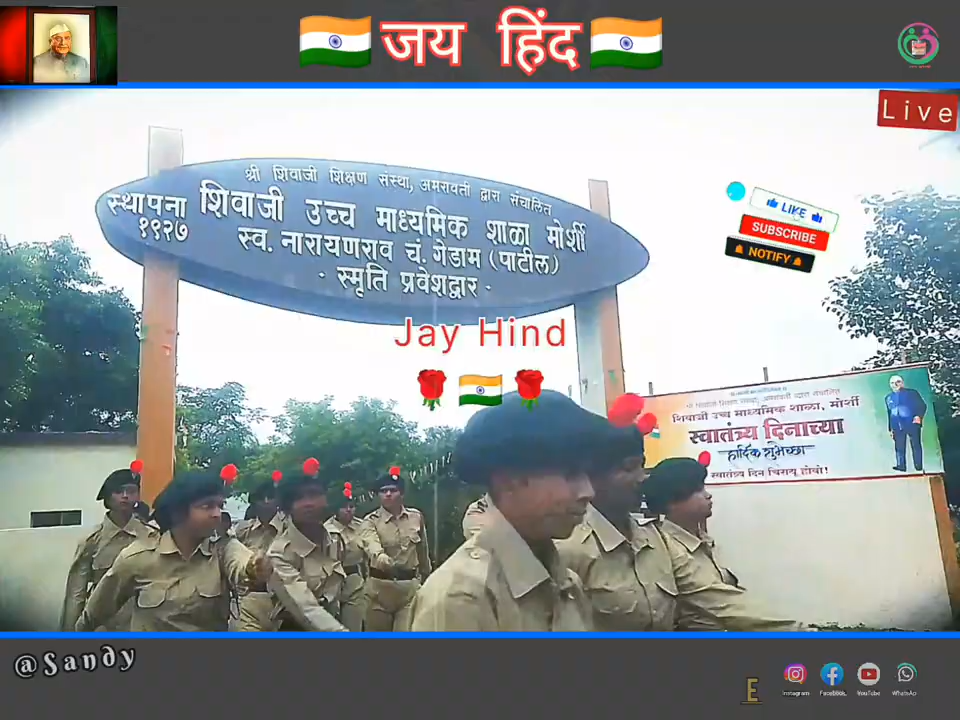 जय हिंद
Live
श्री शिवाजी शिक्षण संस्था, अमरावती द्वारा संचालित
स्थापना
१९२७
शिवाजी उच्च माध्यमिक शाळा मोर्शी
स्व. नारायणराव चं. गेडाम (पाटील)
· स्मृति प्रवेशद्वार ·
LIKE
SUBSCRIBE
NOTIFY
Jay Hind
शिवाजी उच्च माध्यमिक शाळा, मोर्शी
स्वातंत्र्य दिनाच्या
हार्दिक शुभेच्छा
स्वातंत्र्य दिन चिरायू होवो!
@Sandy
E
Instagram
Facebook
YouTube
WhatsAp